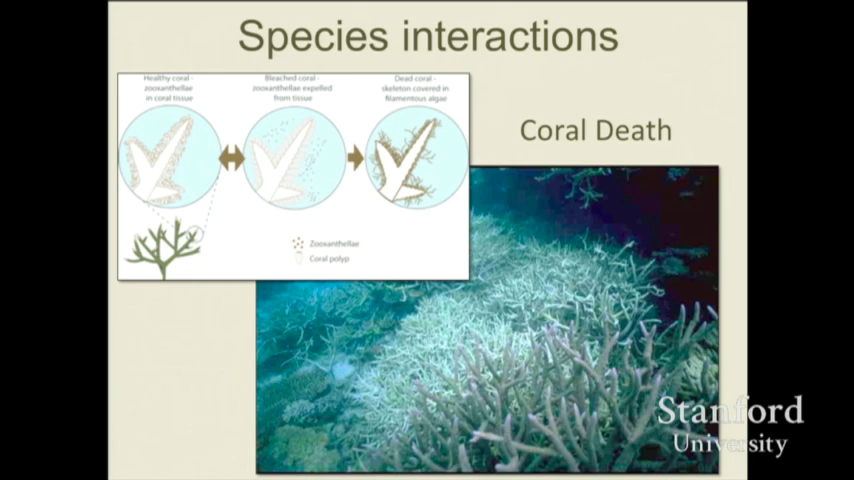 Species interactions
Healthy coral -
zooxanthellae
in coral tissue
Bleached coral -
zooxanthellae expelled
from tissue
Dead coral -
skeleton covered in
filamentous algae
Coral Death
Zooxanthellae
Coral polyp
Stanford
University